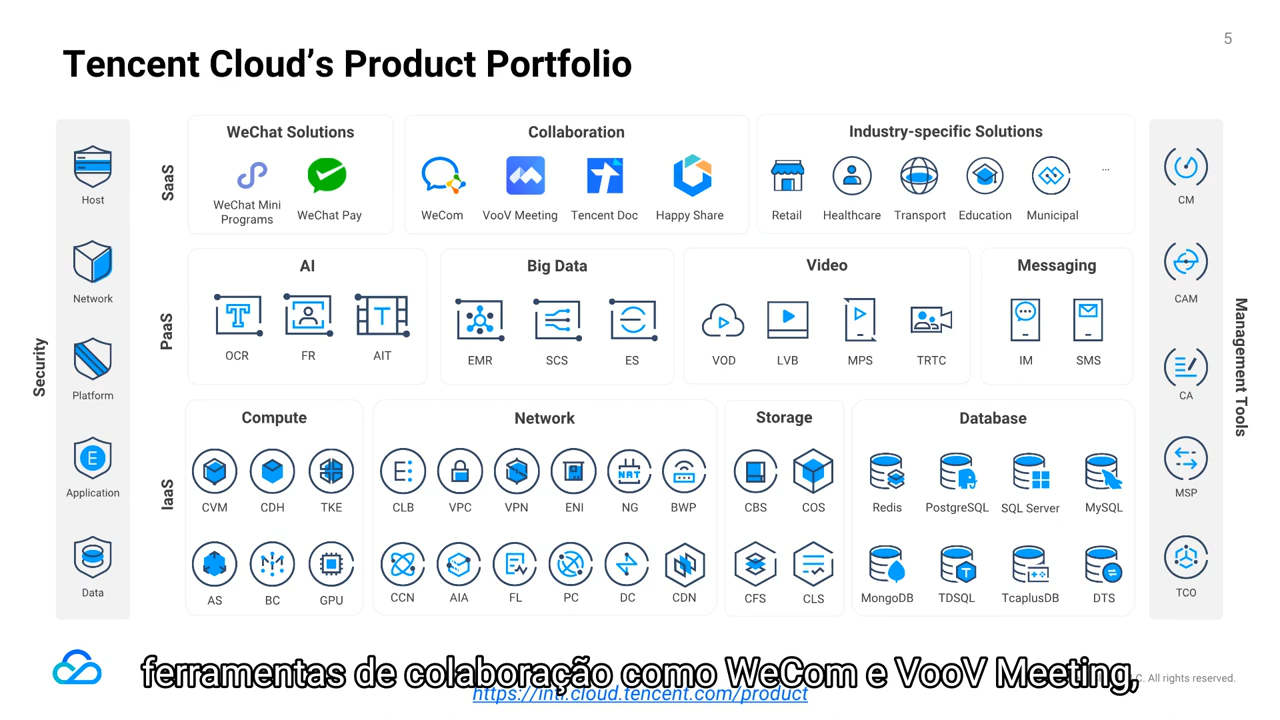 5
Tencent Cloud’s Product Portfolio
Security
Host
Network
Platform
Application
Data
SaaS
WeChat Solutions
WeChat Mini
Programs
WeChat Pay
Collaboration
WeCom
VooV Meeting
Tencent Doc
Happy Share
Industry-specific Solutions
Retail
Healthcare
Transport
Education
Municipal
...
PaaS
AI
OCR
FR
AIT
Big Data
EMR
SCS
ES
Video
VOD
LVB
MPS
TRTC
Messaging
IM
SMS
IaaS
Compute
CVM
CDH
TKE
AS
BC
GPU
Network
CLB
VPC
VPN
ENI
NAT
NG
BWP
CCN
AIA
FL
PC
DC
CDN
Storage
CBS
COS
CFS
CLS
Database
Redis
PostgreSQL
SQL Server
MySQL
MongoDB
TDSQL
TcaplusDB
DTS
Management Tools
CM
CAM
CA
MSP
TCO
ferramentas de colaboração como WeCom e VooV Meeting,
https://intl.cloud.tencent.com/product
All rights reserved.